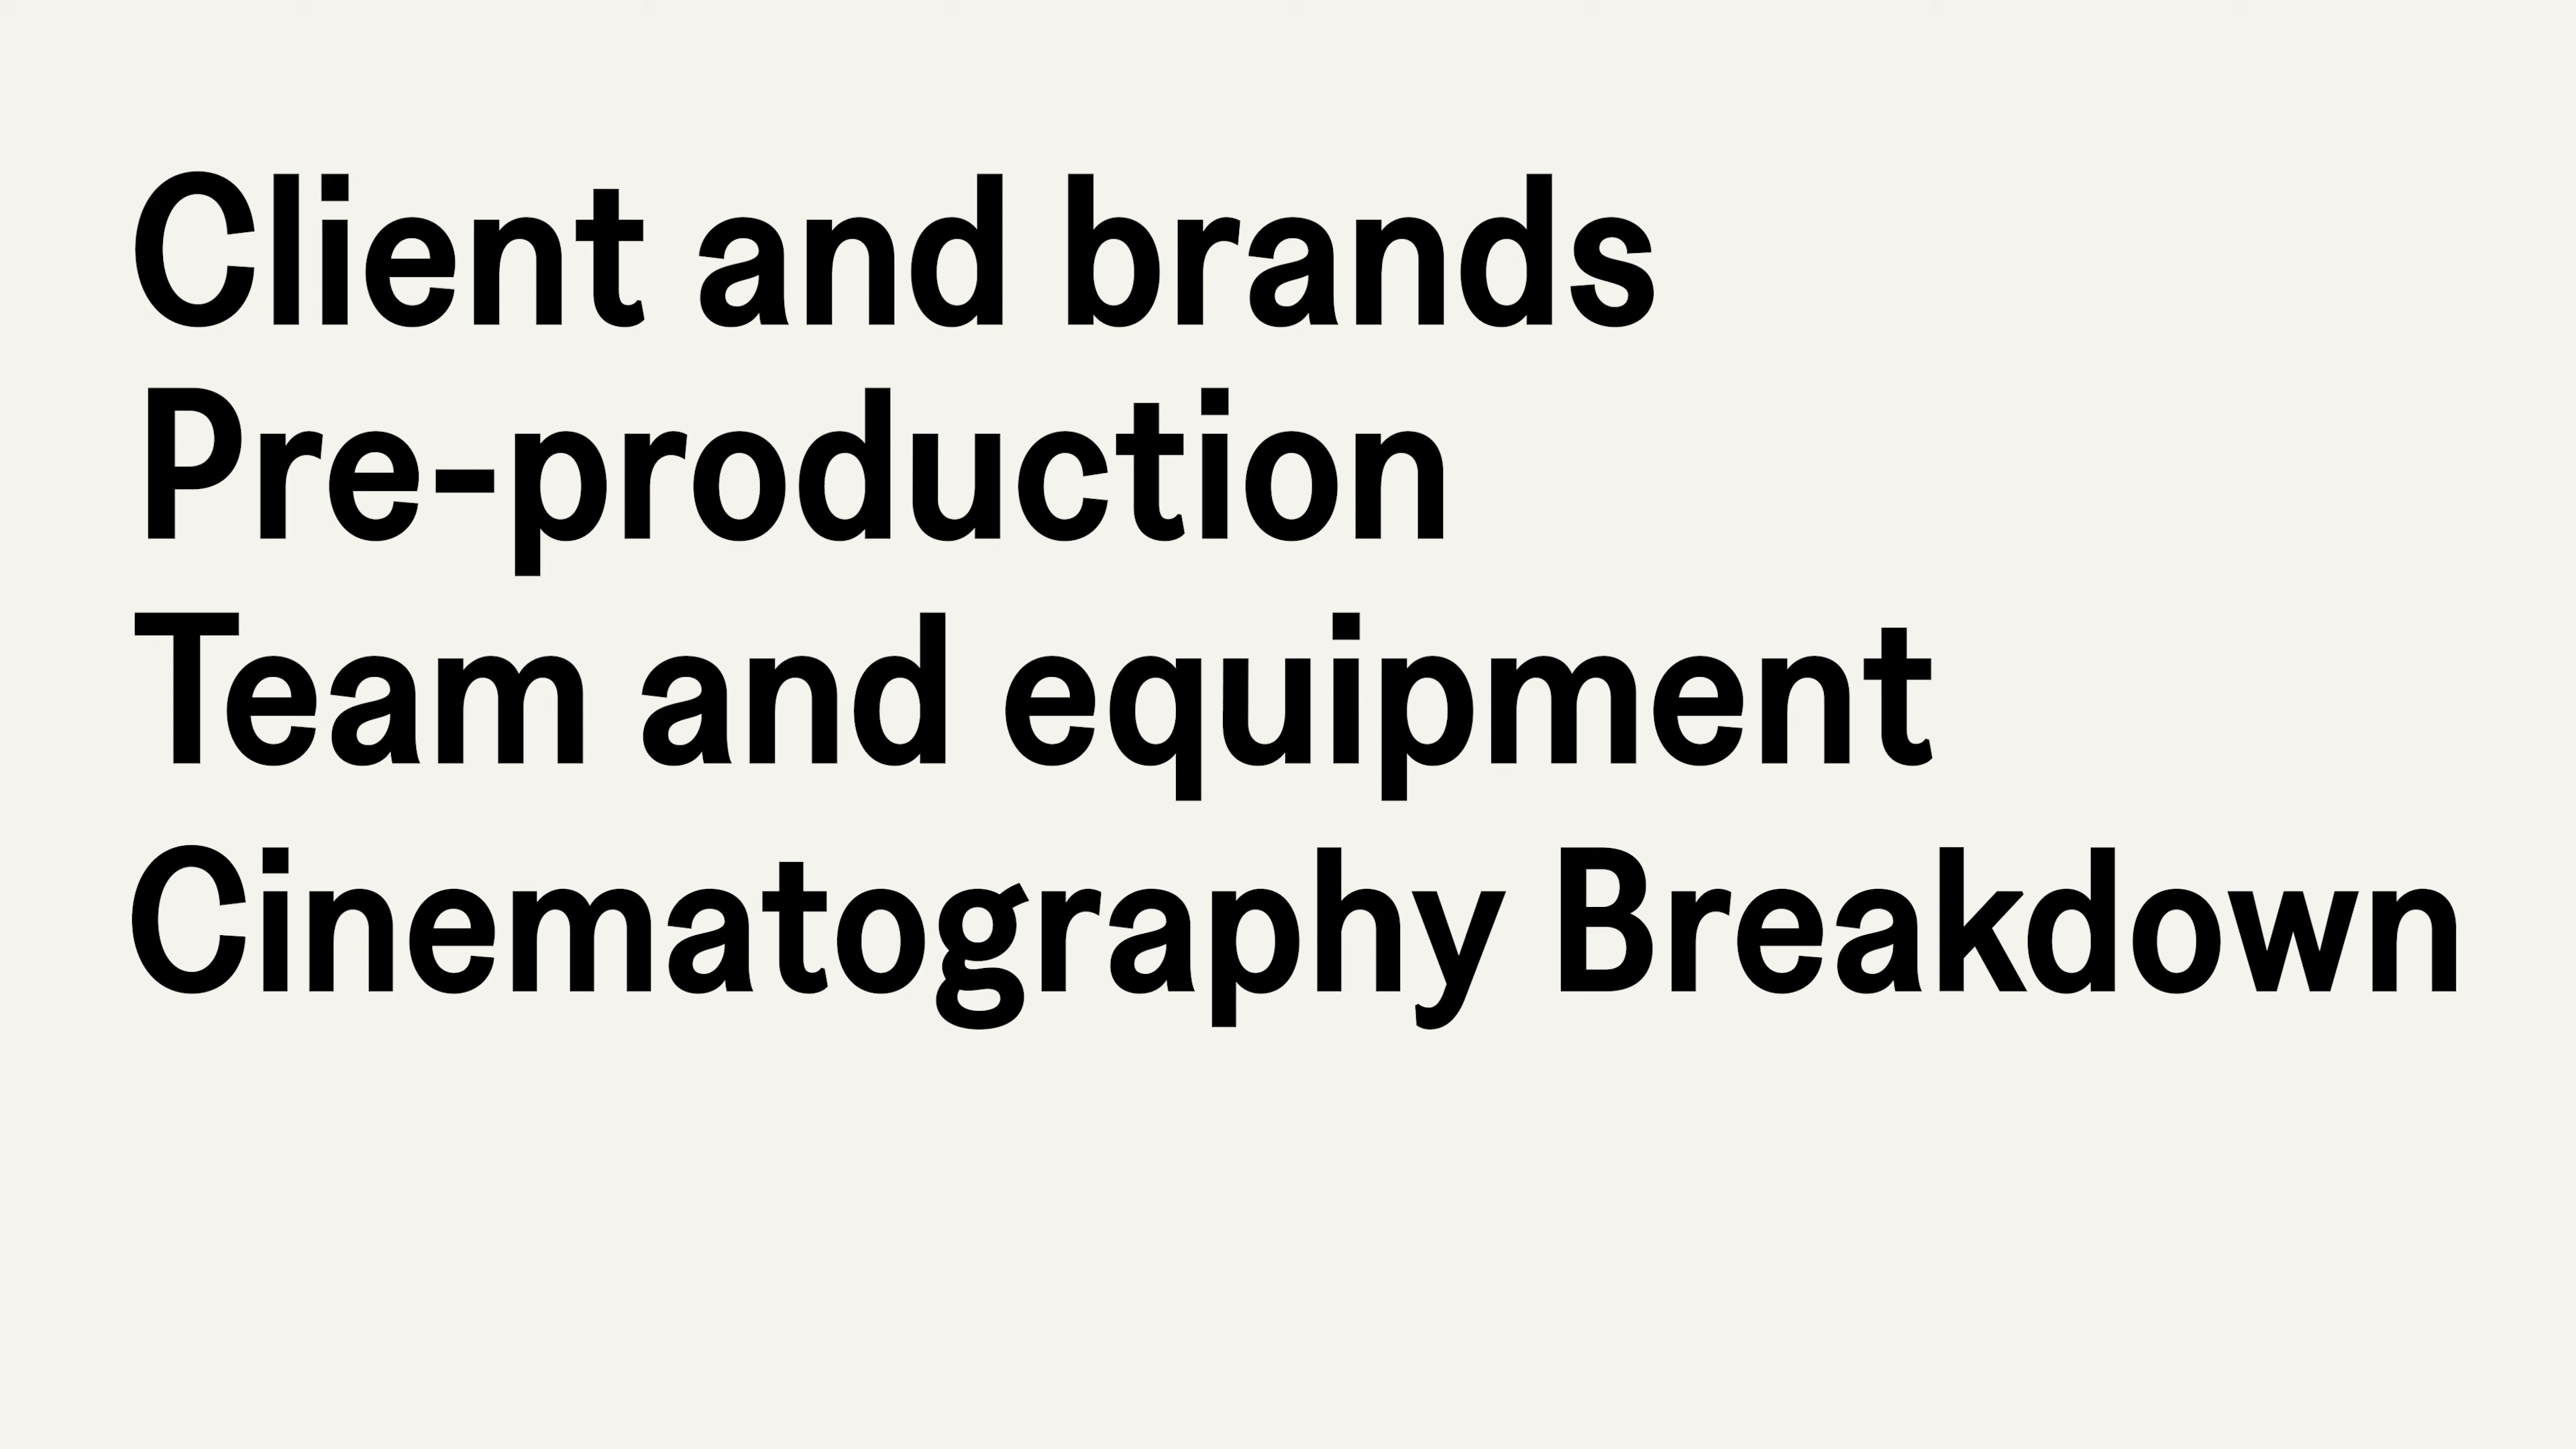 Client and brands
Pre-production
Team and equipment
Cinematography Breakdown